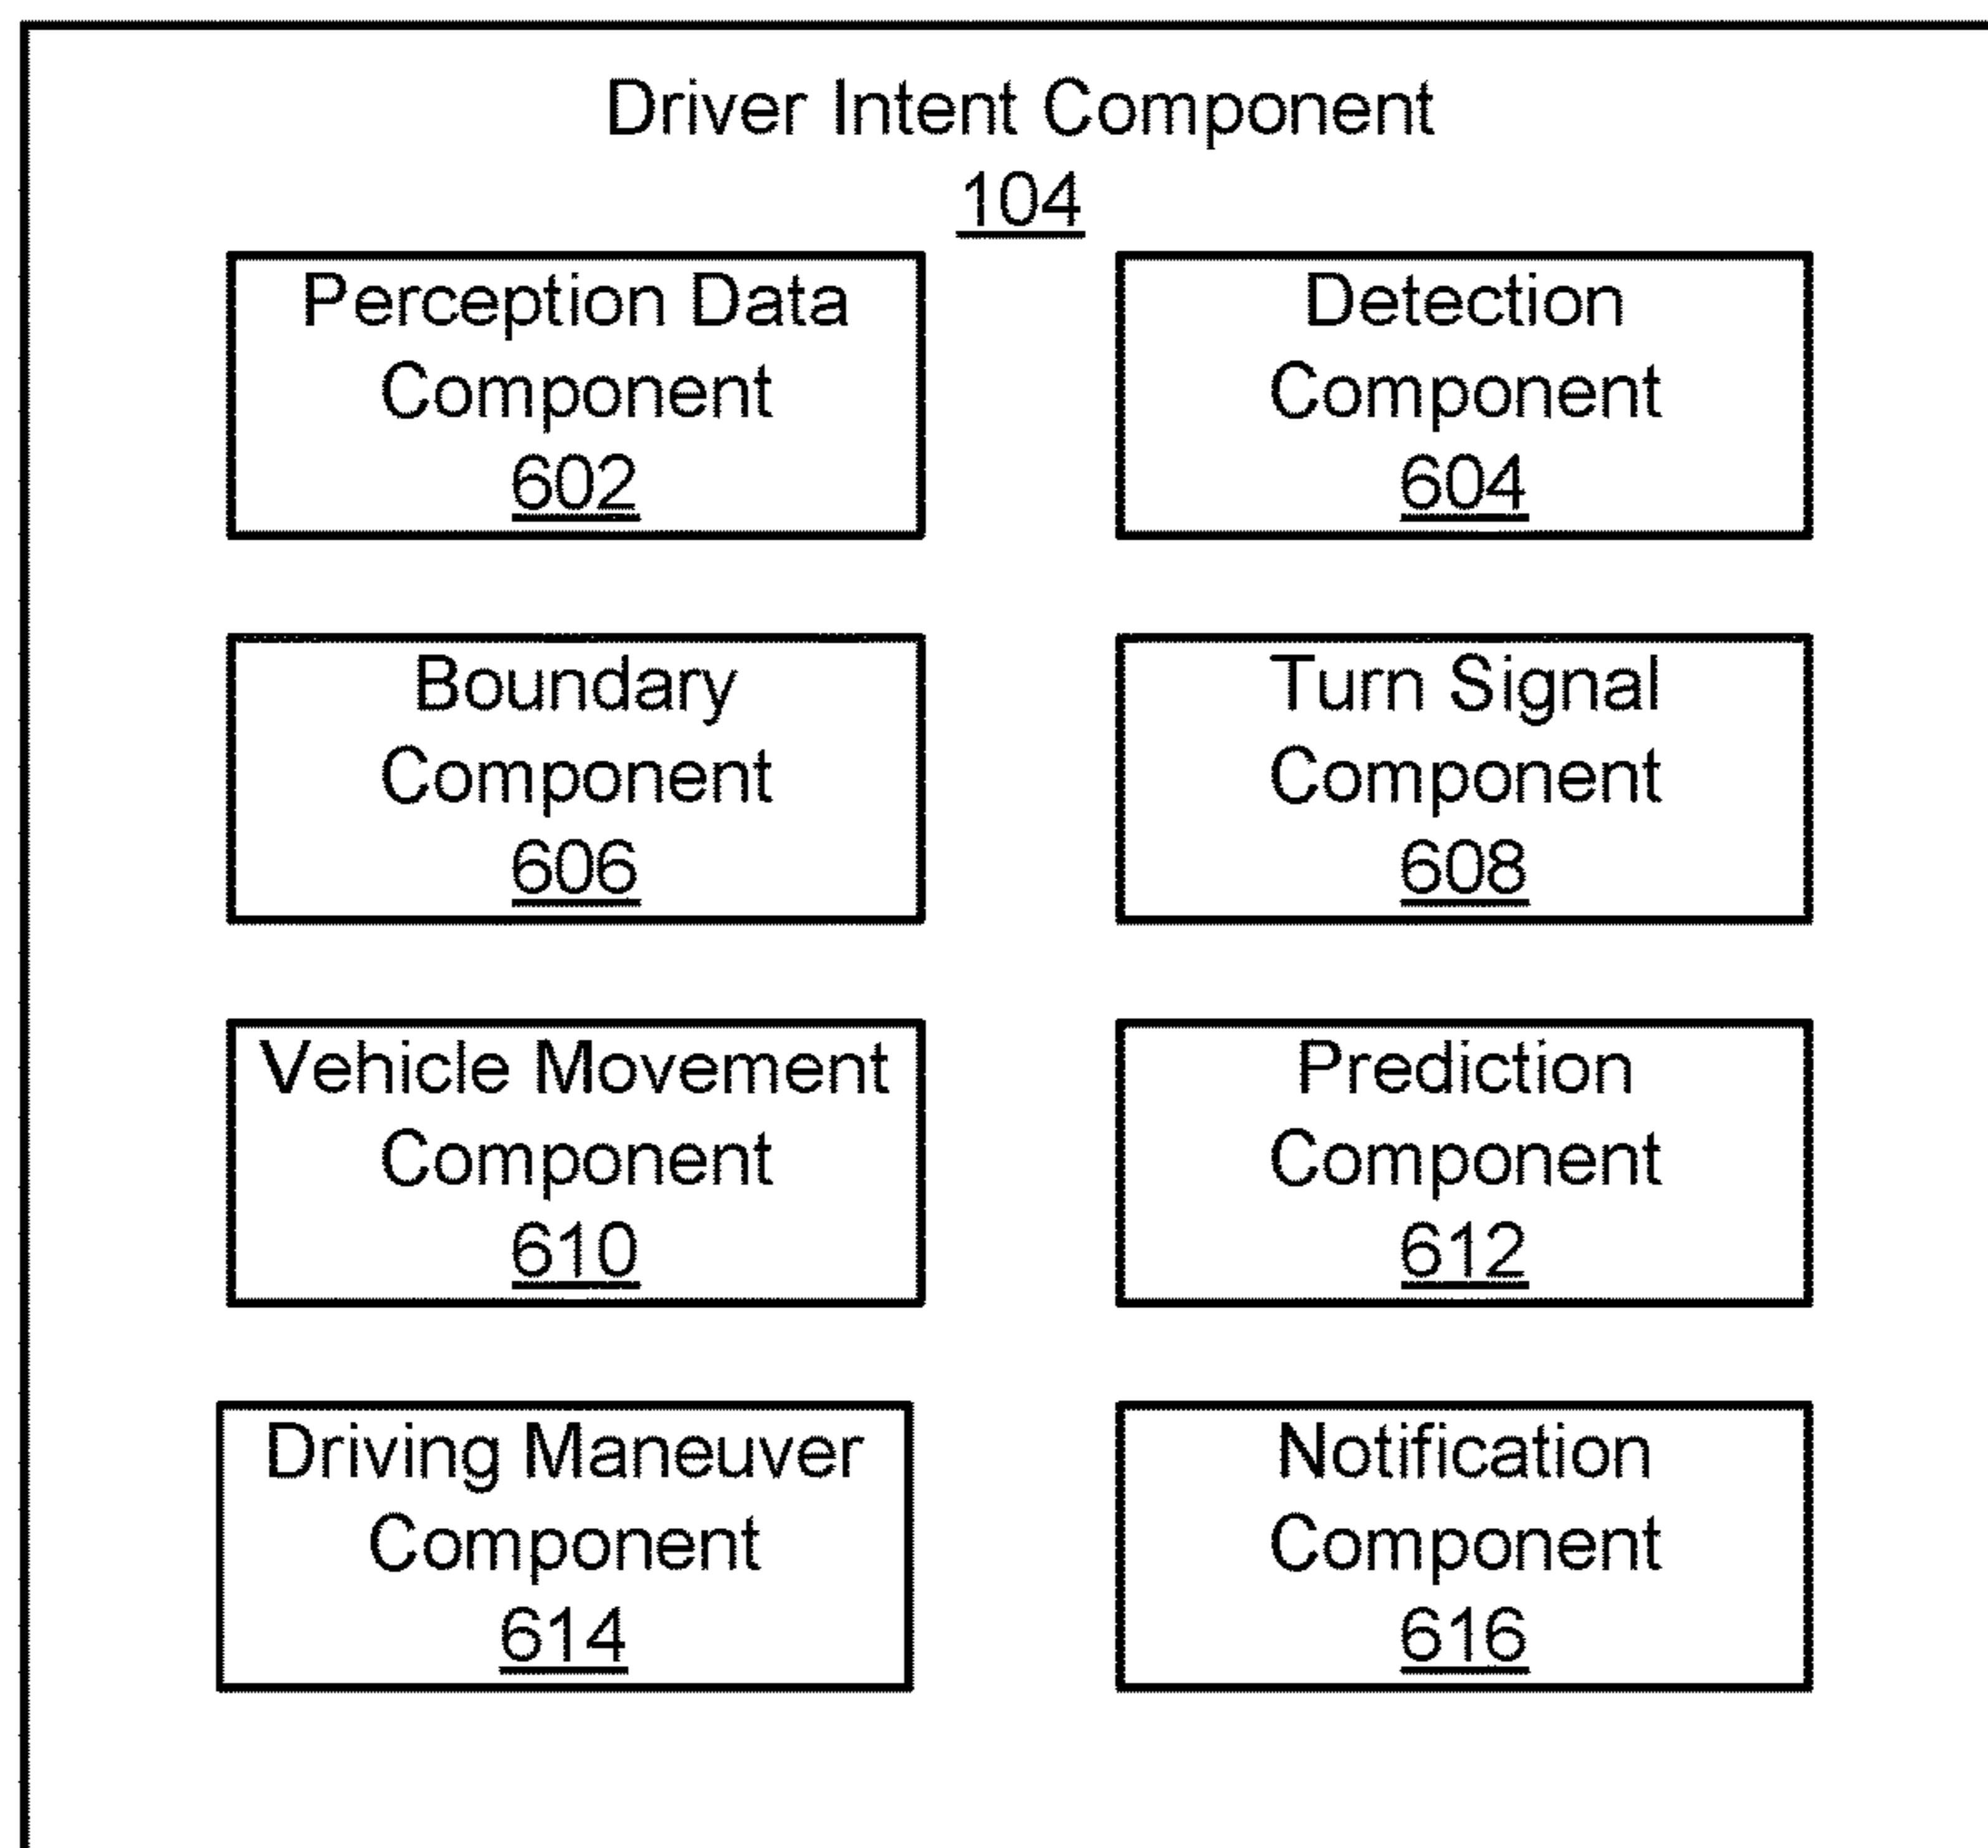 Driver Intent Component
104
Perception Data
Component
602
Detection
Component
604
Boundary
Component
606
Turn Signal
Component
608
Vehicle Movement
Component
610
Prediction
Component
612
Driving Maneuver
Component
614
Notification
Component
616